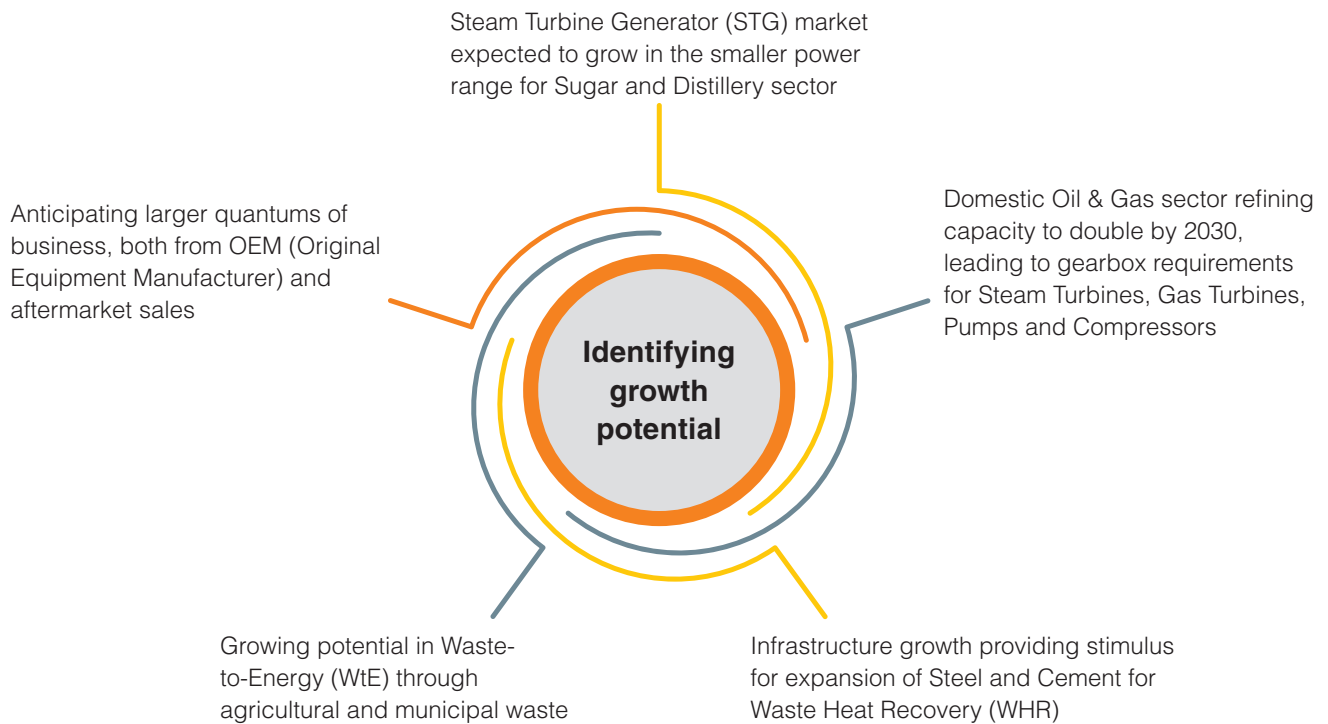 Steam Turbine Generator (STG) market
expected to grow in the smaller power
range for Sugar and Distillery sector
Anticipating larger quantums of
business, both from OEM (Original
Equipment Manufacturer) and
aftermarket sales
Domestic Oil & Gas sector refining
capacity to double by 2030,
leading to gearbox requirements
for Steam Turbines, Gas Turbines,
Pumps and Compressors
Identifying
growth
potential
Growing potential in Waste-
to-Energy (WtE) through
agricultural and municipal waste
Infrastructure growth providing stimulus
for expansion of Steel and Cement for
Waste Heat Recovery (WHR)